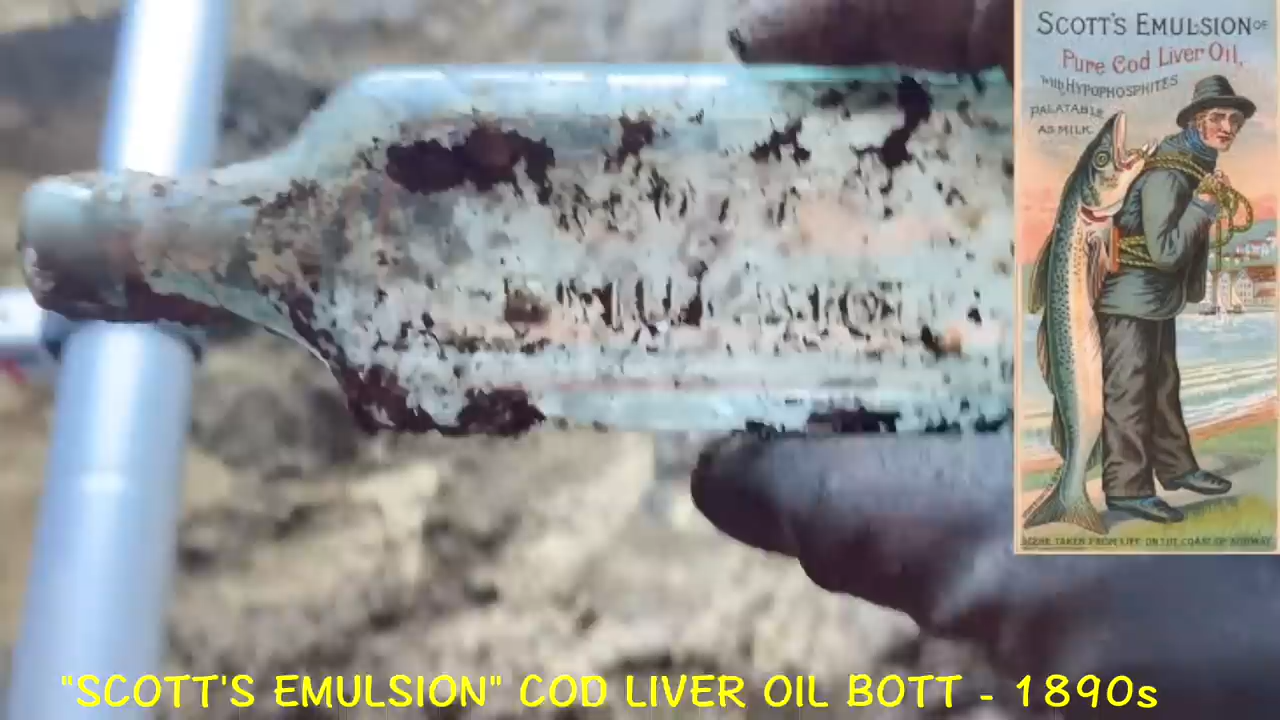 SCOTT'S EMULSION OF
Pure Cod Liver Oil,
With HYPOPHOSPHITES
PALATABLE
AS MILK.
SCENE TAKEN FROM LIFE ON THE COAST OF NORWAY.
"SCOTT'S EMULSION" COD LIVER OIL BOTT - 1890s